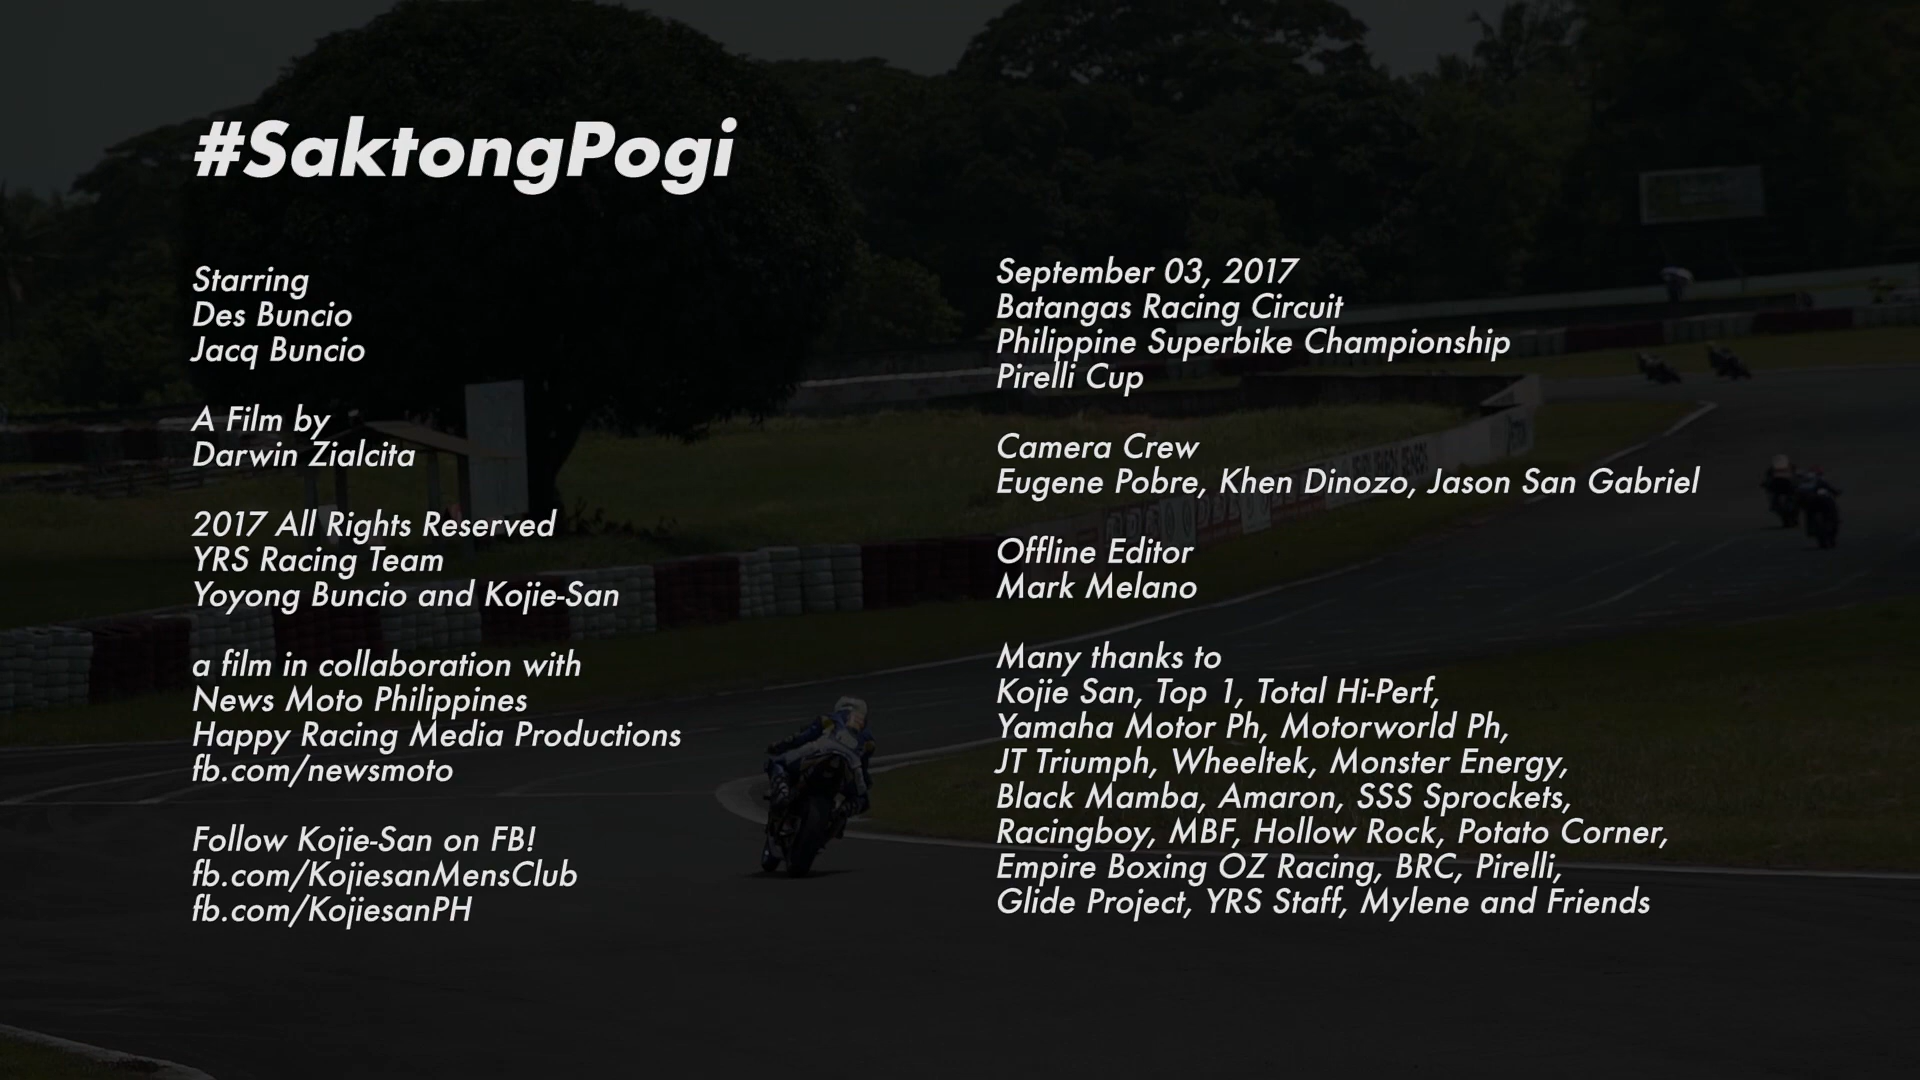 #SaktongPogi
Starring
Des Buncio
Jacq Buncio
A Film by
Darwin Zialcita
2017 All Rights Reserved
YRS Racing Team
Yoyong Buncio and Kojie-San
a film in collaboration with
News Moto Philippines
Happy Racing Media Productions
fb.com/newsmoto
Follow Kojie-San on FB!
fb.com/KojiesanMensClub
fb.com/KojiesanPH
September 03, 2017
Batangas Racing Circuit
Philippine Superbike Championship
Pirelli Cup
Camera Crew
Eugene Pobre, Khen Dinozo, Jason San Gabriel
Offline Editor
Mark Melano
Many thanks to
Kojie San, Top 1, Total Hi-Perf,
Yamaha Motor Ph, Motorworld Ph,
JT Triumph, Wheeltek, Monster Energy,
Black Mamba, Amaron, SSS Sprockets,
Racingboy, MBF, Hollow Rock, Potato Corner,
Empire Boxing OZ Racing, BRC, Pirelli,
Glide Project, YRS Staff, Mylene and Friends